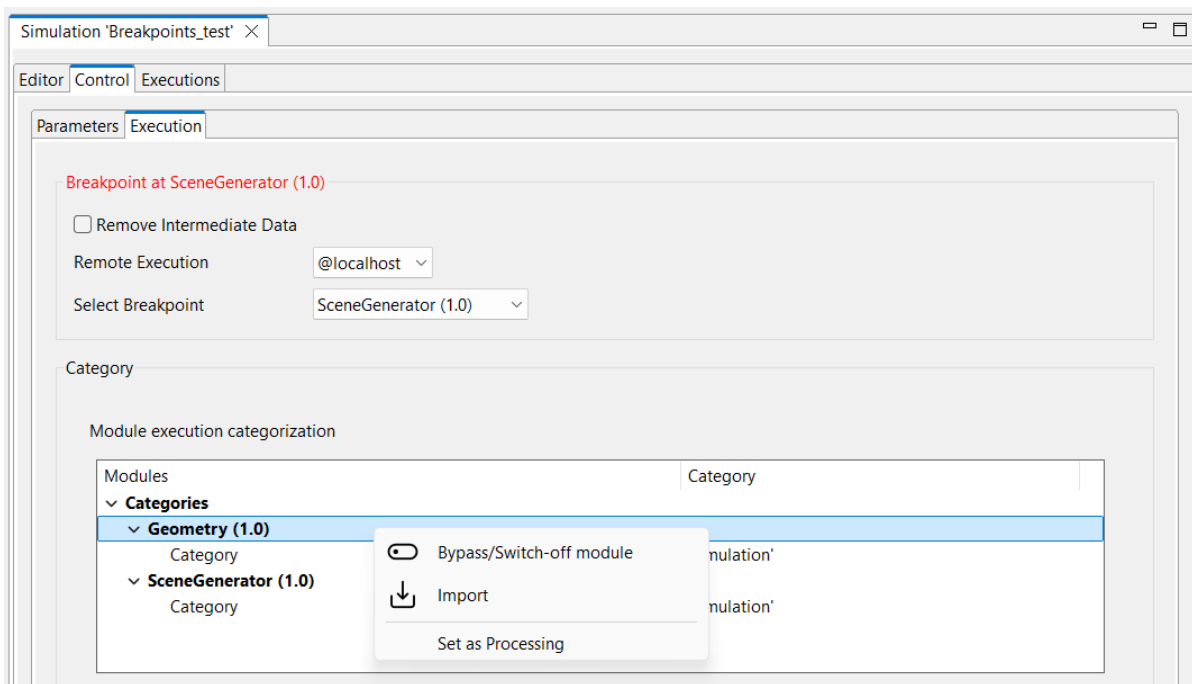 Simulation 'Breakpoints_test'
Editor Control Executions
Parameters Execution
Breakpoint at SceneGenerator (1.0)
Remove Intermediate Data
Remote Execution @localhost
Select Breakpoint SceneGenerator (1.0)
Category
Module execution categorization
Modules Category
Categories
Geometry (1.0)
Bypass/Switch-off module
Category mulation'
SceneGenerator (1.0)
Import
Category mulation'
Set as Processing